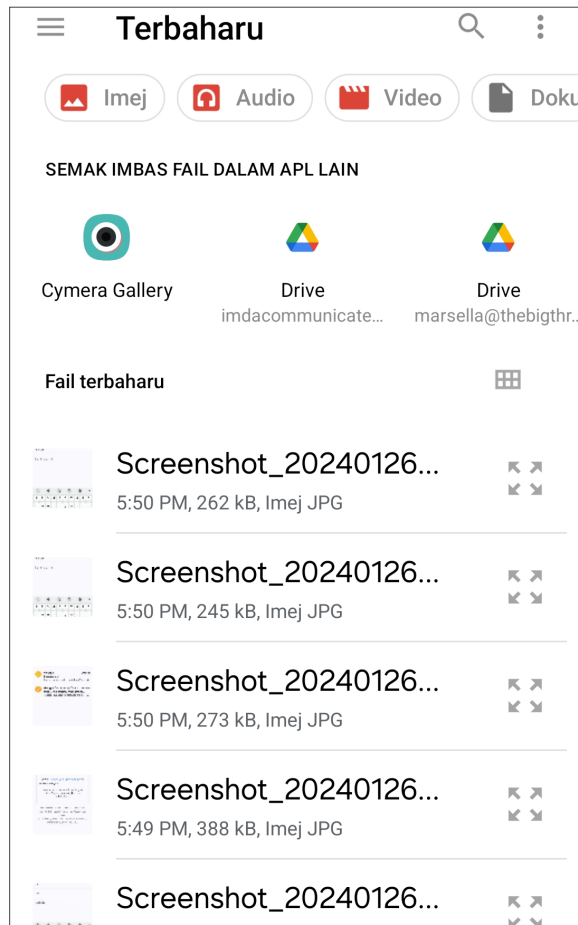 Terbaharu
Imej Audio Video Doku
SEMAK IMBAS FAIL DALAM APL LAIN
Cymera Gallery Drive Drive
imdacommunicate... marsella@thebigthr...
Fail terbaharu
Screenshot_20240126...
5:50 PM, 262 kB, Imej JPG
Screenshot_20240126...
5:50 PM, 245 kB, Imej JPG
Screenshot_20240126...
5:50 PM, 273 kB, Imej JPG
Screenshot_20240126...
5:49 PM, 388 kB, Imej JPG
Screenshot_20240126...